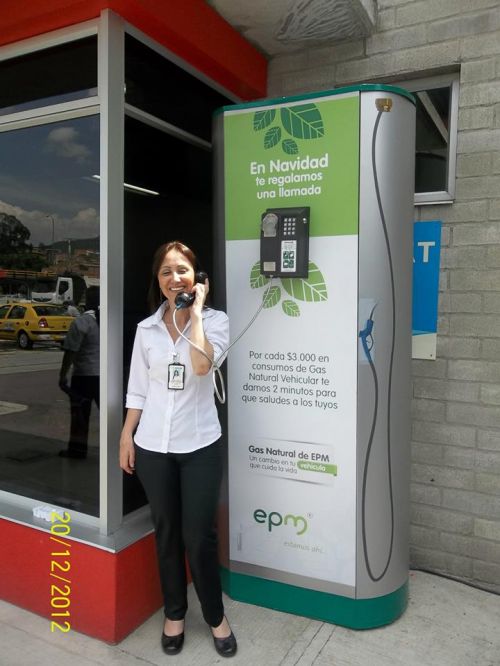 En Navidad
te regalamos
una llamada
Por cada $3.000 en
consumos de Gas
Natural Vehicular te
damos 2 minutos para
que saludes a los tuyos
Gas Natural de EPM
Un cambio en tu vehícula
que cuida la vida
epm®
estamos ahí.
AT
20/12/2012